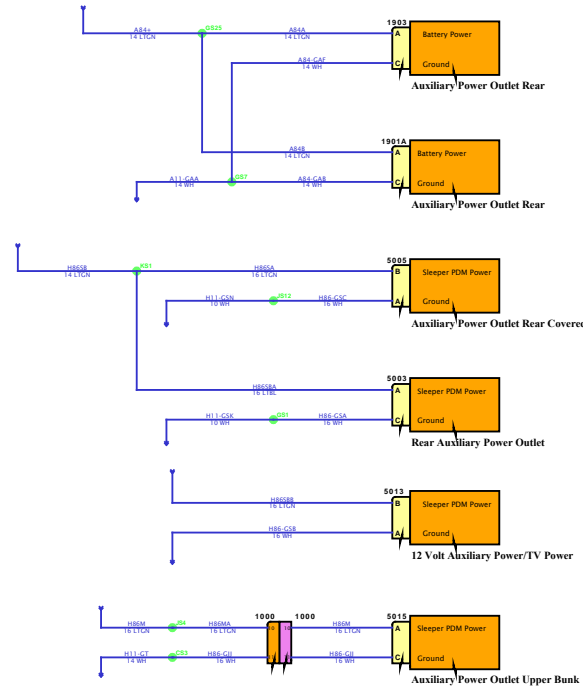 1903
GS25
A84+
14 LTGN
A84A
14 LTGN
A
Battery Power
A84-GAF
14 WH
C
Ground
Auxiliary Power Outlet Rear
1901A
A84B
14 LTGN
A
Battery Power
A11-GAA
14 WH
GS7
A84-GAB
14 WH
C
Ground
Auxiliary Power Outlet Rear
5005
H86SB
14 LTGN
KS1
H86SA
16 LTGN
B
Sleeper PDM Power
H11-GSN
10 WH
JS12
H86-GSC
16 WH
A
Ground
Auxiliary Power Outlet Rear Covered
5003
H86SBA
16 LTBL
A
Sleeper PDM Power
H11-GSK
10 WH
GS1
H86-GSA
16 WH
C
Ground
Rear Auxiliary Power Outlet
5013
H86SBB
16 LTGN
B
Sleeper PDM Power
H86-GSB
16 WH
A
Ground
12 Volt Auxiliary Power/TV Power
1000
1000
5015
H86M
16 LTGN
JS4
H86MA
16 LTGN
10
10
H86M
16 LTGN
A
Sleeper PDM Power
H11-GT
14 WH
CS3
H86-GJJ
16 WH
H86-GJJ
16 WH
C
Ground
Auxiliary Power Outlet Upper Bunk